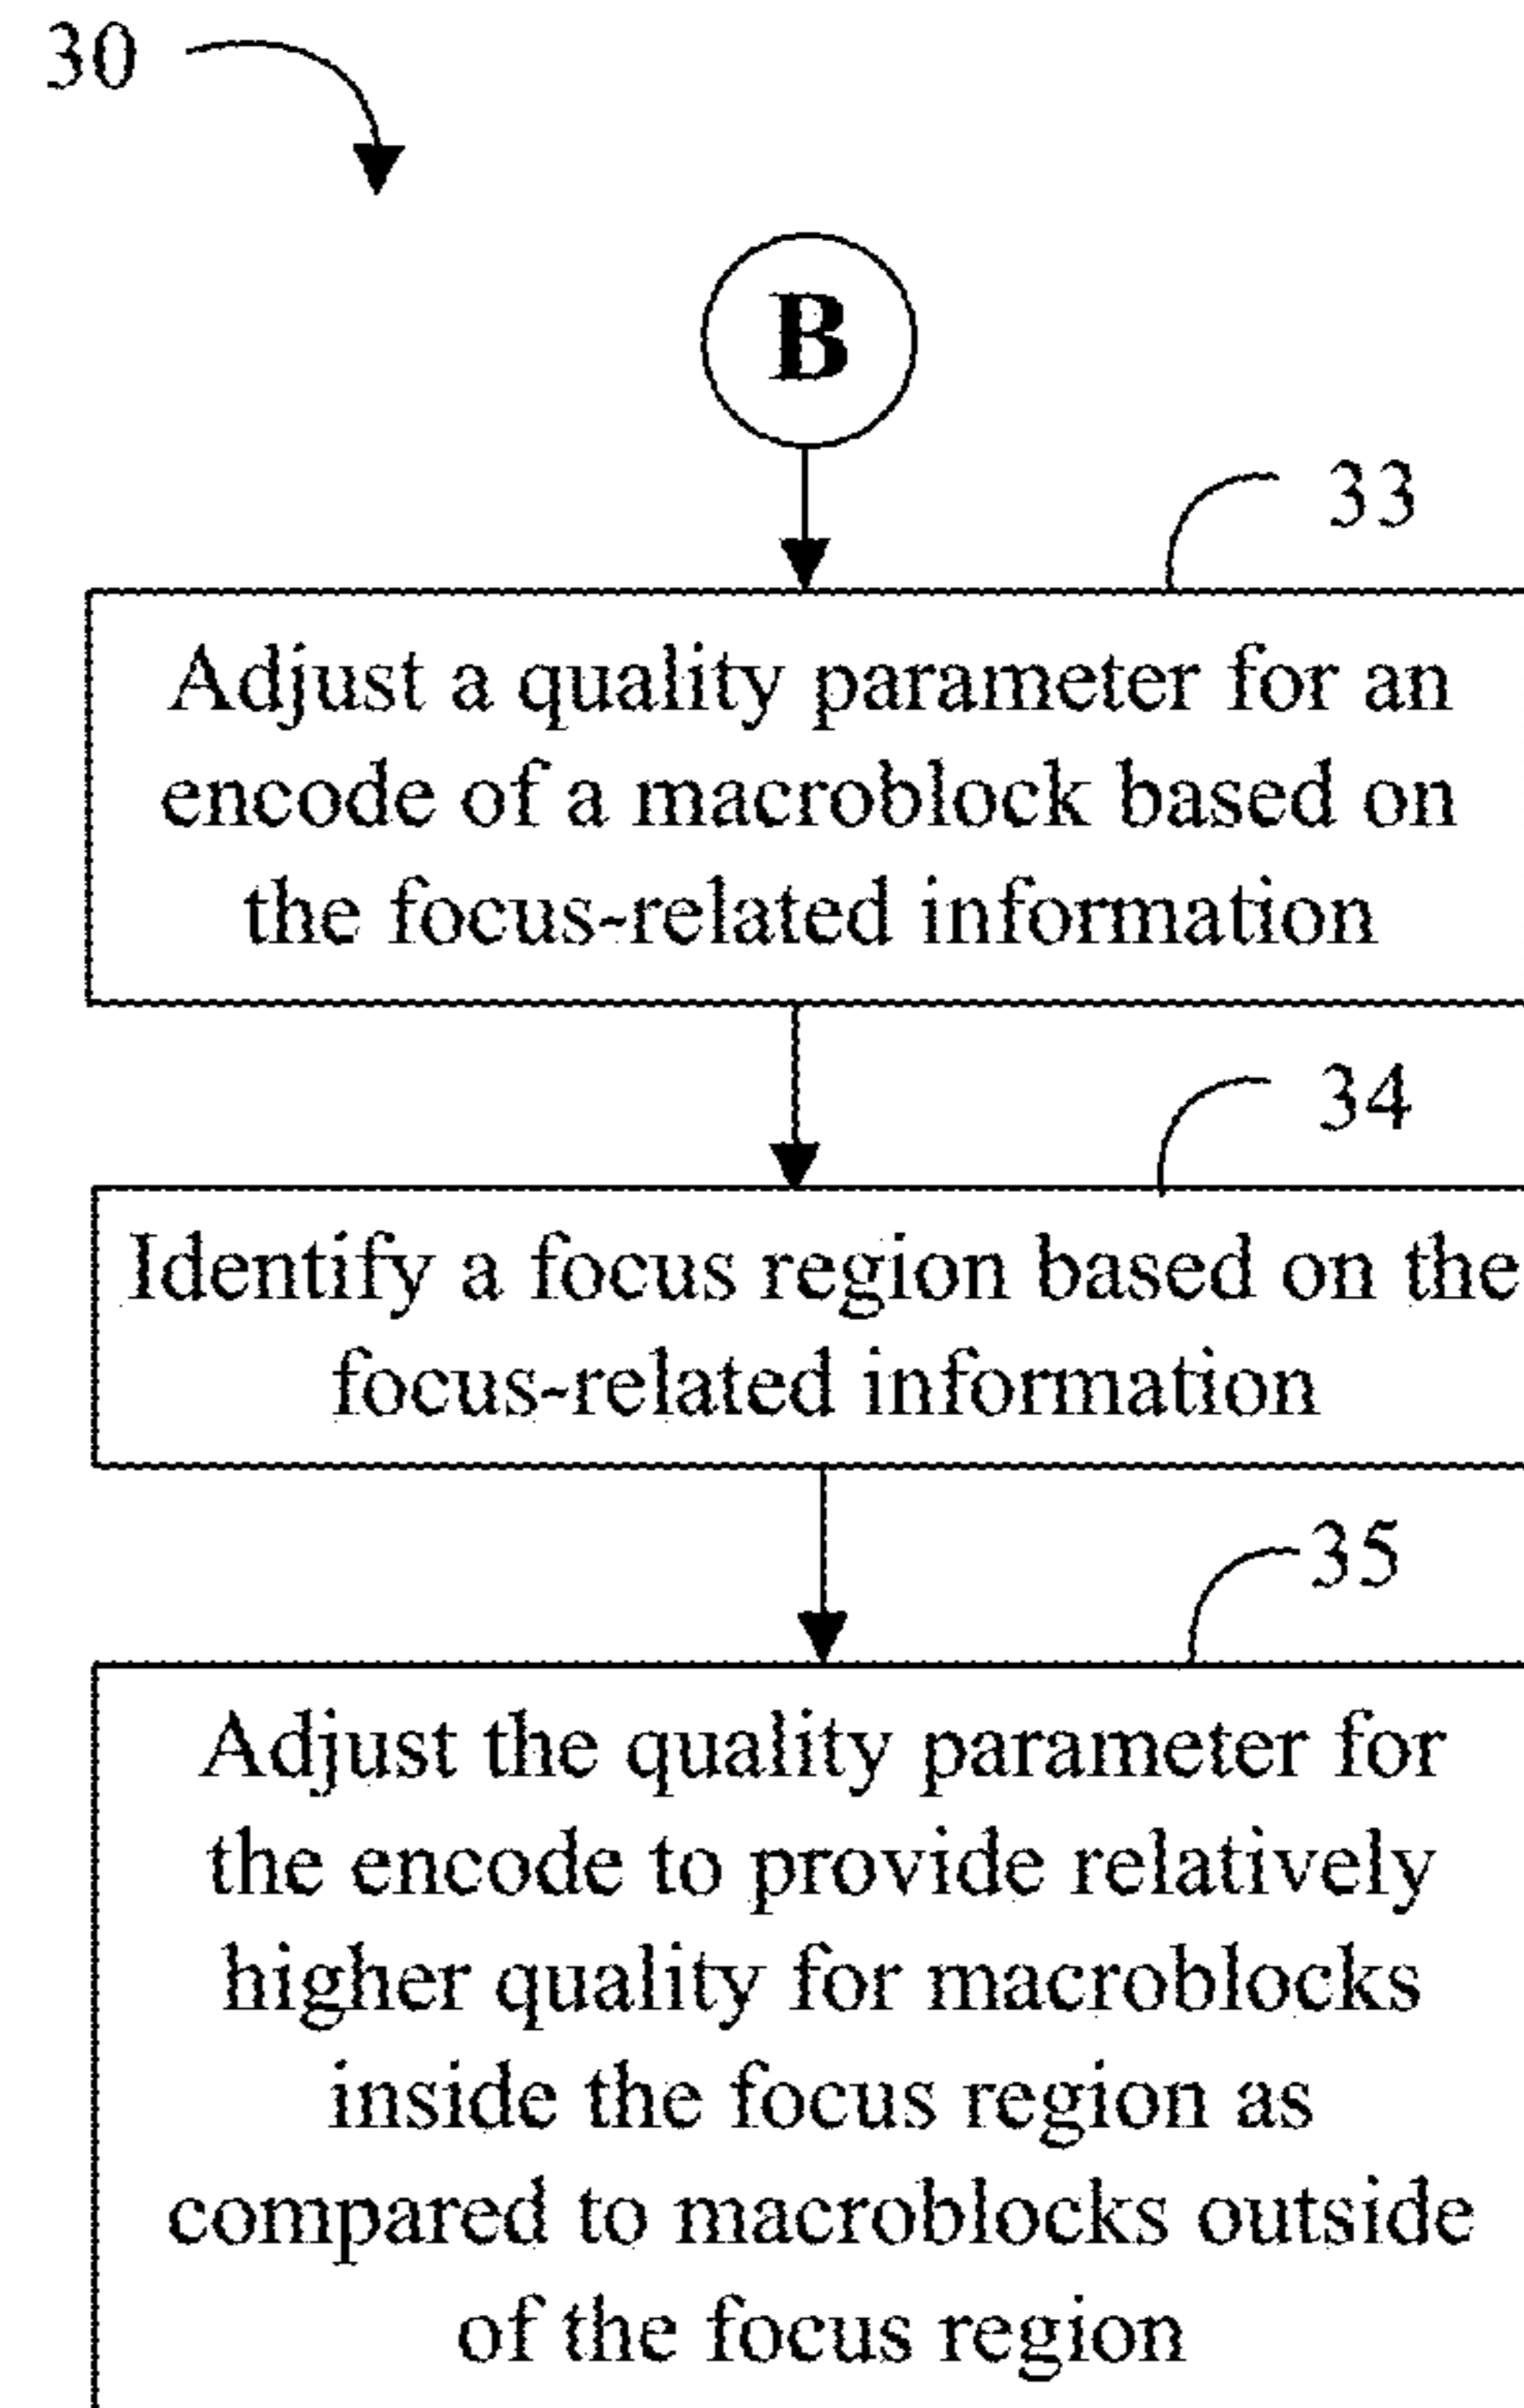 30
B
33
Adjust a quality parameter for an
encode of a macroblock based on
the focus-related information
34
Identify a focus region based on the
focus-related information
35
Adjust the quality parameter for
the encode to provide relatively
higher quality for macroblocks
inside the focus region as
compared to macroblocks outside
of the focus region